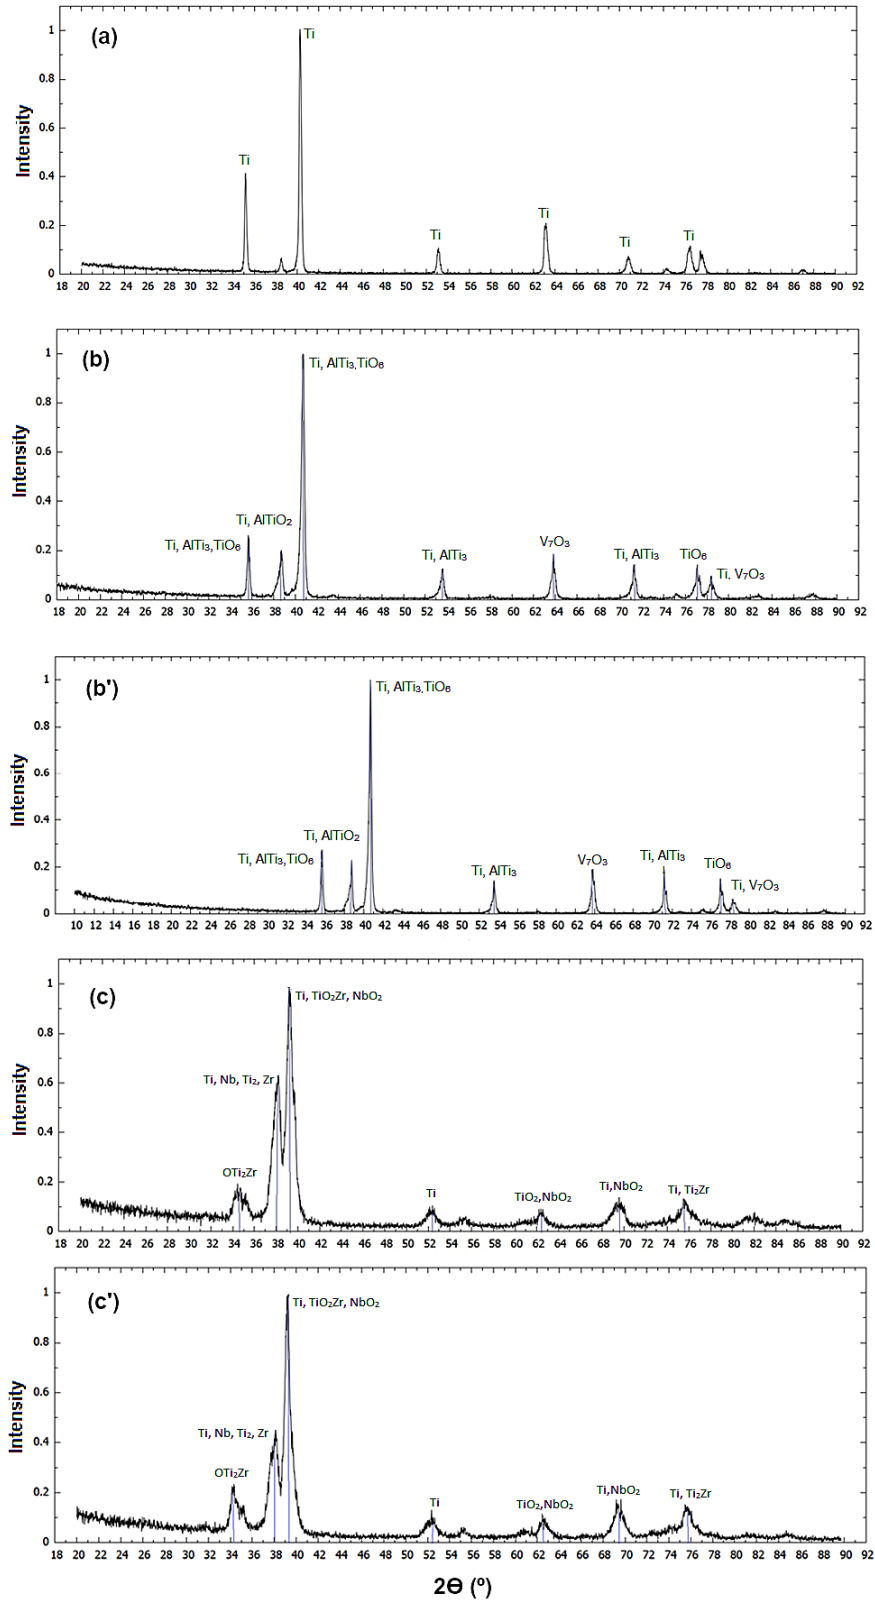 (a)
Intensity
1
0.8
0.6
0.4
0.2
0
Ti
Ti
Ti
Ti
Ti
Ti
18 20 22 24 26 28 30 32 34 36 38 40 42 44 46 48 50 52 54 56 58 60 62 64 66 68 70 72 74 76 78 80 82 84 86 88 90 92
(b)
Intensity
1
0.8
0.6
0.4
0.2
0
Ti, AlTi₃,TiO₆
Ti, AlTiO₂
Ti, AlTi₃,TiO₆
Ti, AlTi₃
V₇O₃
Ti, AlTi₃
TiO₆
Ti, V₇O₃
18 20 22 24 26 28 30 32 34 36 38 40 42 44 46 48 50 52 54 56 58 60 62 64 66 68 70 72 74 76 78 80 82 84 86 88 90 92
(b')
Intensity
1
0.8
0.6
0.4
0.2
0
Ti, AlTi₃,TiO₆
Ti, AlTiO₂
Ti, AlTi₃,TiO₆
Ti, AlTi₃
V₇O₃
Ti, AlTi₃
TiO₆
Ti, V₇O₃
10 12 14 16 18 20 22 24 26 28 30 32 34 36 38 40 42 44 46 48 50 52 54 56 58 60 62 64 66 68 70 72 74 76 78 80 82 84 86 88 90 92
(c)
Intensity
1
0.8
0.6
0.4
0.2
0
Ti, TiO₂Zr, NbO₂
Ti, Nb, Ti₂, Zr
OTi₂Zr
Ti
TiO₂,NbO₂
Ti,NbO₂
Ti, Ti₂Zr
18 20 22 24 26 28 30 32 34 36 38 40 42 44 46 48 50 52 54 56 58 60 62 64 66 68 70 72 74 76 78 80 82 84 86 88 90 92
(c')
Intensity
1
0.8
0.6
0.4
0.2
0
Ti, TiO₂Zr, NbO₂
Ti, Nb, Ti₂, Zr
OTi₂Zr
Ti
TiO₂,NbO₂
Ti,NbO₂
Ti, Ti₂Zr
18 20 22 24 26 28 30 32 34 36 38 40 42 44 46 48 50 52 54 56 58 60 62 64 66 68 70 72 74 76 78 80 82 84 86 88 90 92
2Ɵ (º)